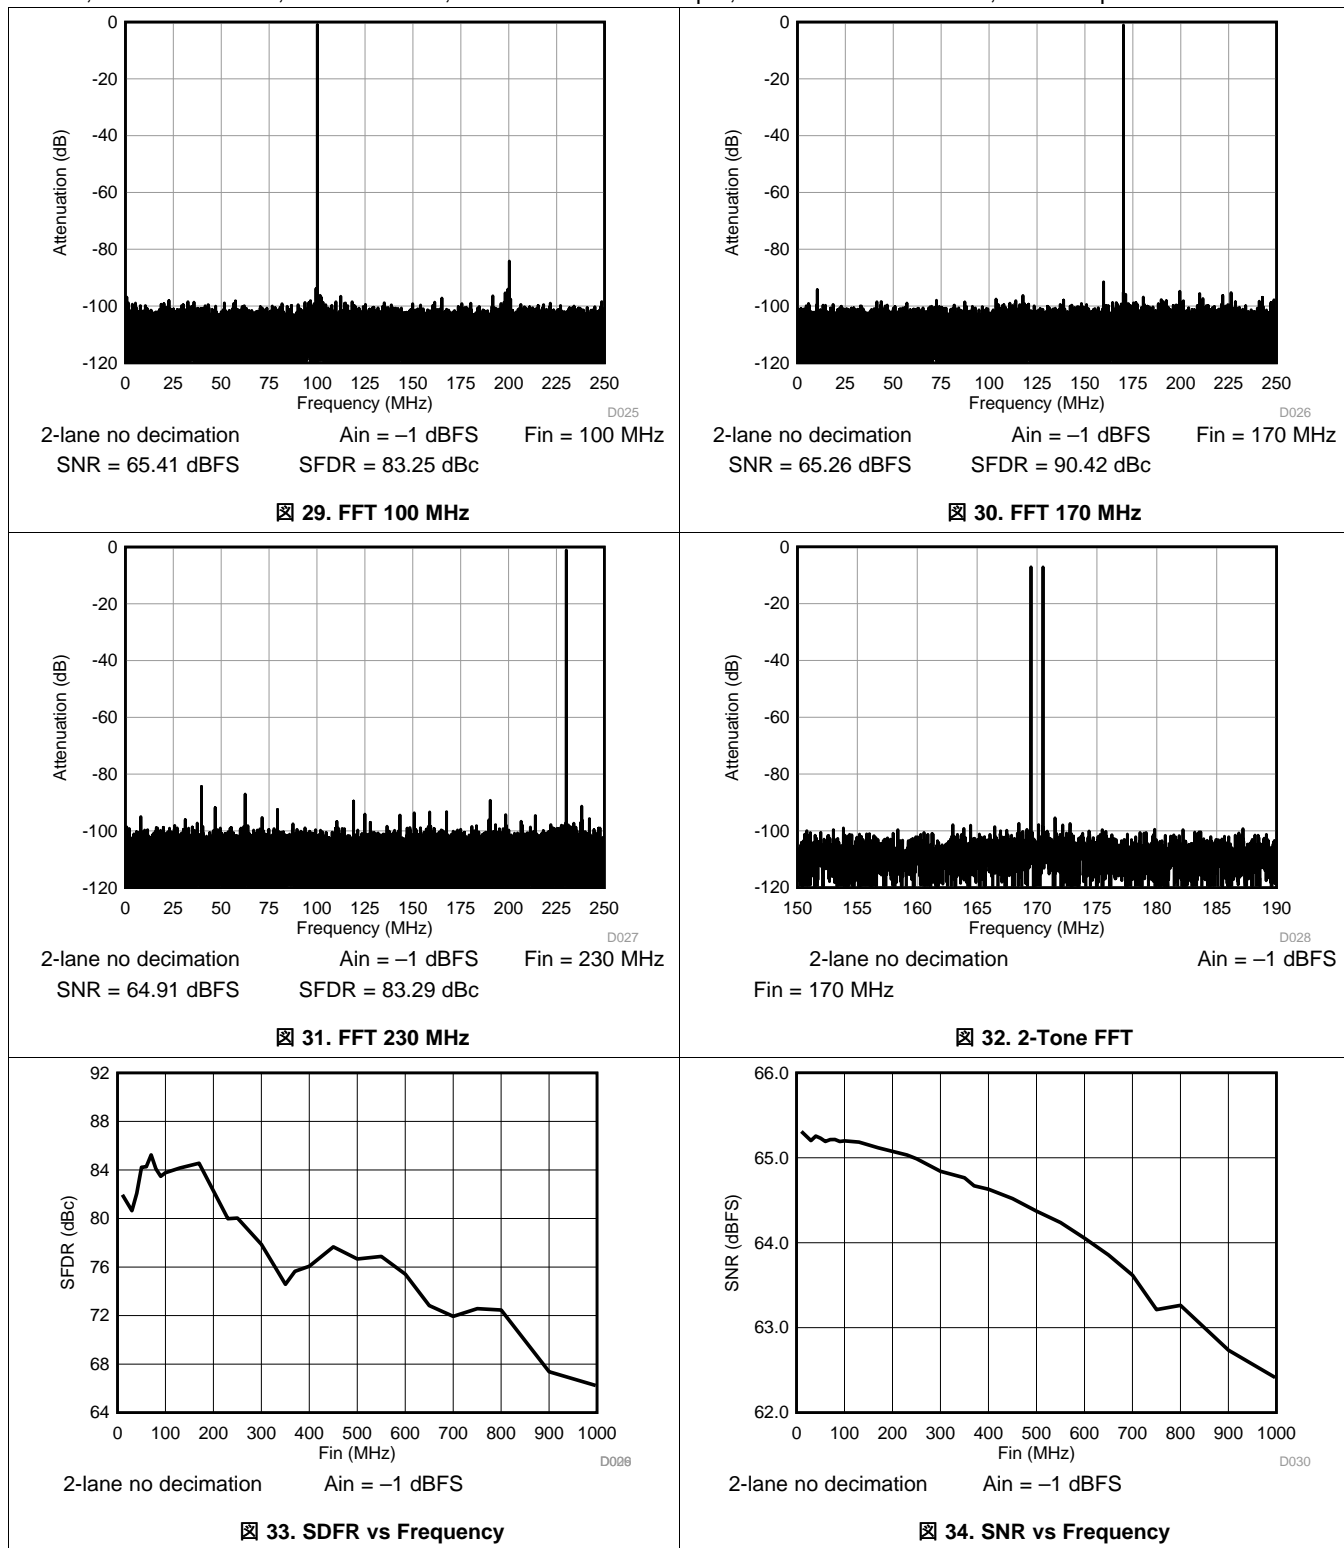 0
-20
-40
-60
-80
-100
-120
Attenuation (dB)
0 25 50 75 100 125 150 175 200 225 250
Frequency (MHz)
D025
2-lane no decimation Ain = –1 dBFS Fin = 100 MHz
SNR = 65.41 dBFS SFDR = 83.25 dBc
図 29. FFT 100 MHz
0
-20
-40
-60
-80
-100
-120
Attenuation (dB)
0 25 50 75 100 125 150 175 200 225 250
Frequency (MHz)
D026
2-lane no decimation Ain = –1 dBFS Fin = 170 MHz
SNR = 65.26 dBFS SFDR = 90.42 dBc
図 30. FFT 170 MHz
0
-20
-40
-60
-80
-100
-120
Attenuation (dB)
0 25 50 75 100 125 150 175 200 225 250
Frequency (MHz)
D027
2-lane no decimation Ain = –1 dBFS Fin = 230 MHz
SNR = 64.91 dBFS SFDR = 83.29 dBc
図 31. FFT 230 MHz
0
-20
-40
-60
-80
-100
-120
Attenuation (dB)
150 155 160 165 170 175 180 185 190
Frequency (MHz)
D028
2-lane no decimation Ain = –1 dBFS
Fin = 170 MHz
図 32. 2-Tone FFT
92
88
84
80
76
72
68
64
SFDR (dBc)
0 100 200 300 400 500 600 700 800 900 1000
Fin (MHz)
2-lane no decimation Ain = –1 dBFS
図 33. SDFR vs Frequency
66.0
65.0
64.0
63.0
62.0
SNR (dBFS)
0 100 200 300 400 500 600 700 800 900 1000
Fin (MHz)
D030
2-lane no decimation Ain = –1 dBFS
図 34. SNR vs Frequency